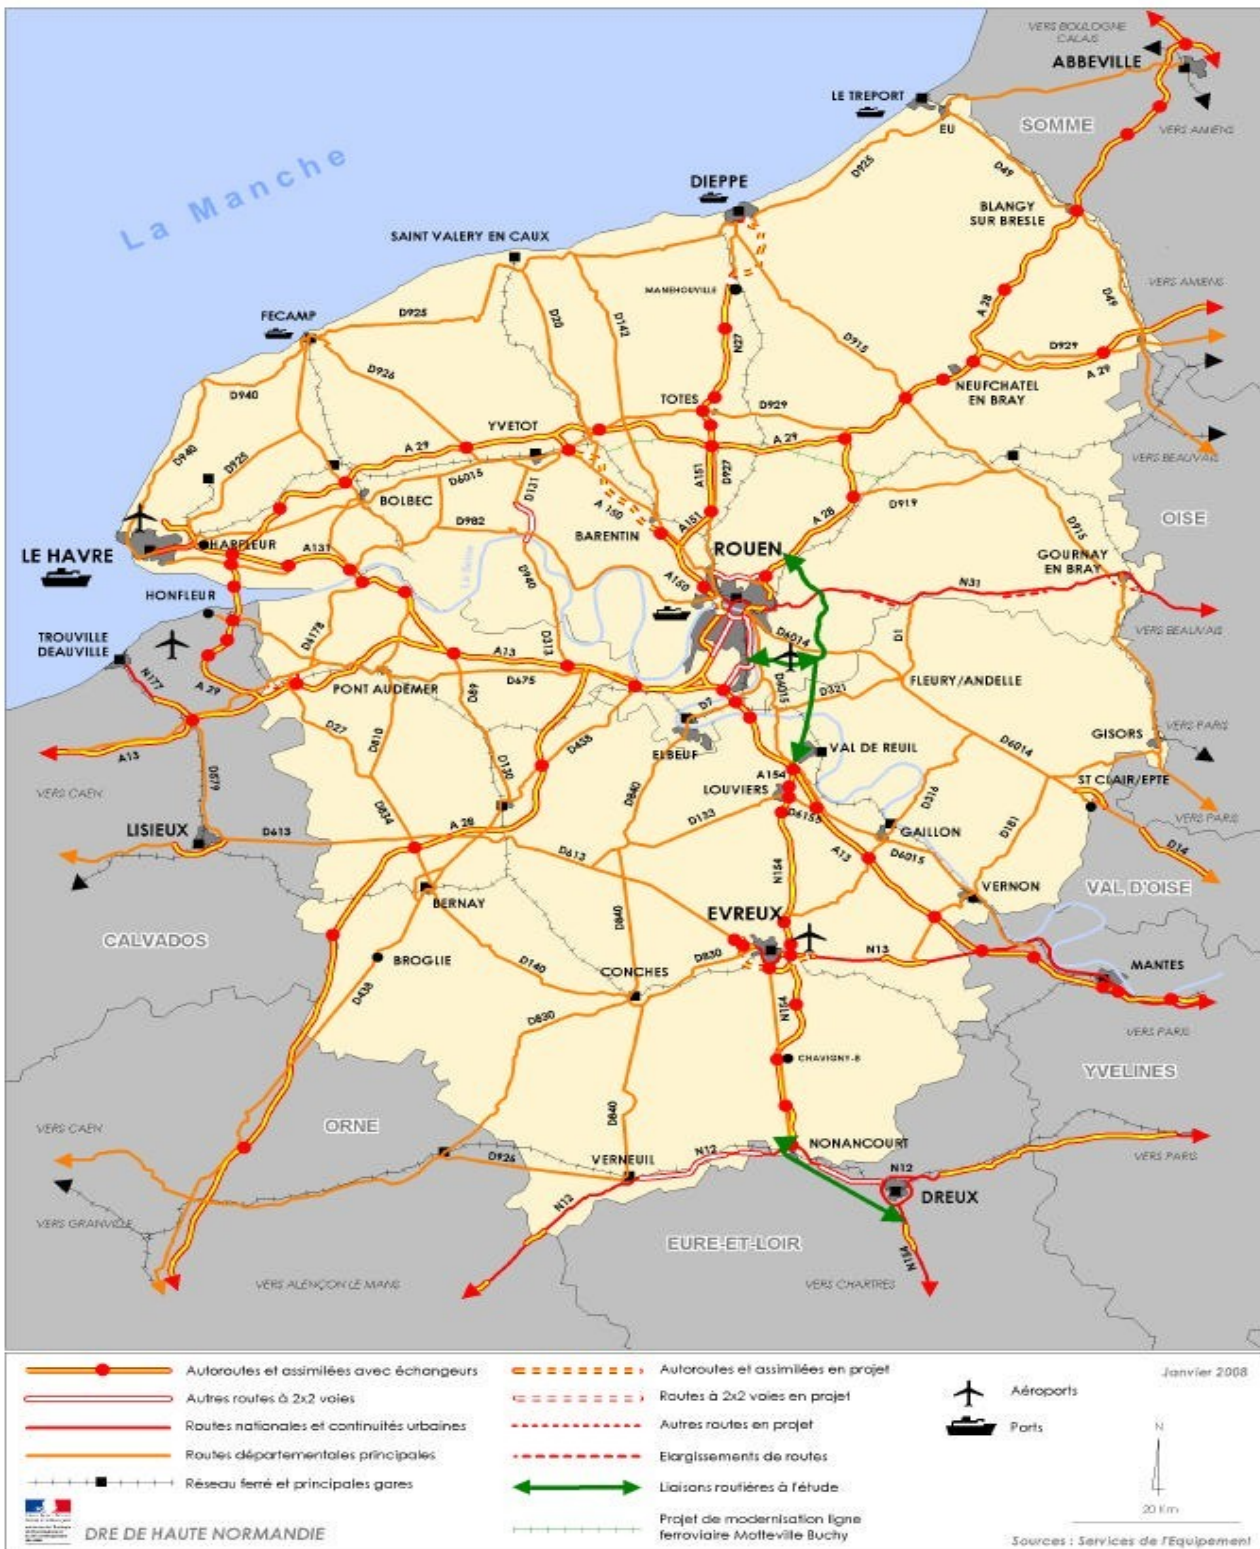 VERS BOULOGNE
CALAIS
ABBEVILLE
LE TREPORT
EU
SOMME
VERS AMIENS
La Manche
DIEPPE
D925
D49
BLANGY
SUR BRESLE
SAINT VALERY EN CAUX
MANEHOUVILLE
VERS AMIENS
FECAMP
D925
D20
D142
N27
D915
A 28
D49
D929
A 29
D940
D926
TOTES
D929
NEUFCHATEL
EN BRAY
YVETOT
A 29
A 29
D940
D925
D6015
D131
A151
D927
VERS BEAUVAIS
BOLBEC
A 150
A 28
D919
OISE
D982
BARENTIN
A151
ROUEN
D915
LE HAVRE
HARFLEUR
A131
La Seine
D940
A150
GOURNAY
EN BRAY
N31
HONFLEUR
D6178
D313
D6014
D1
VERS BEAUVAIS
TROUVILLE
DEAUVILLE
N177
A 29
A13
D675
PONT AUDEMER
D89
D6015
D321
FLEURY/ANDELLE
D27
D810
D7
ELBEUF
D438
D6014
GISORS
VERS PARIS
A13
VERS CAEN
D579
D130
D840
VAL DE REUIL
A154
LOUVIERS
ST CLAIR/EPTE
D316
D181
VERS PARIS
LISIEUX
D613
D834
A 28
D133
D6155
GAILLON
D14
D613
N154
A13
D6015
BERNAY
VERNON
VAL D'OISE
CALVADOS
BROGLIE
D840
EVREUX
N13
MANTES
D140
CONCHES
D830
D438
D830
N154
VERS PARIS
CHAVIGNY-B
YVELINES
VERS CAEN
ORNE
D840
NONANCOURT
D926
VERNEUIL
N12
N12
VERS PARIS
DREUX
N12
VERS GRANVILLE
EURE-ET-LOIR
N154
VERS ALENÇON LE MANS
VERS CHARTRES
Autoroutes et assimilées avec échangeurs
Autres routes à 2x2 voies
Routes nationales et continuités urbaines
Routes départementales principales
Réseau ferré et principales gares
DRE DE HAUTE NORMANDIE
Autoroutes et assimilées en projet
Routes à 2x2 voies en projet
Autres routes en projet
Elargissements de routes
Liaisons routières à l'étude
Projet de modernisation ligne
ferroviaire Motteville Buchy
Janvier 2008
Aéroports
Ports
N
20 Km
Sources : Services de l'Equipement